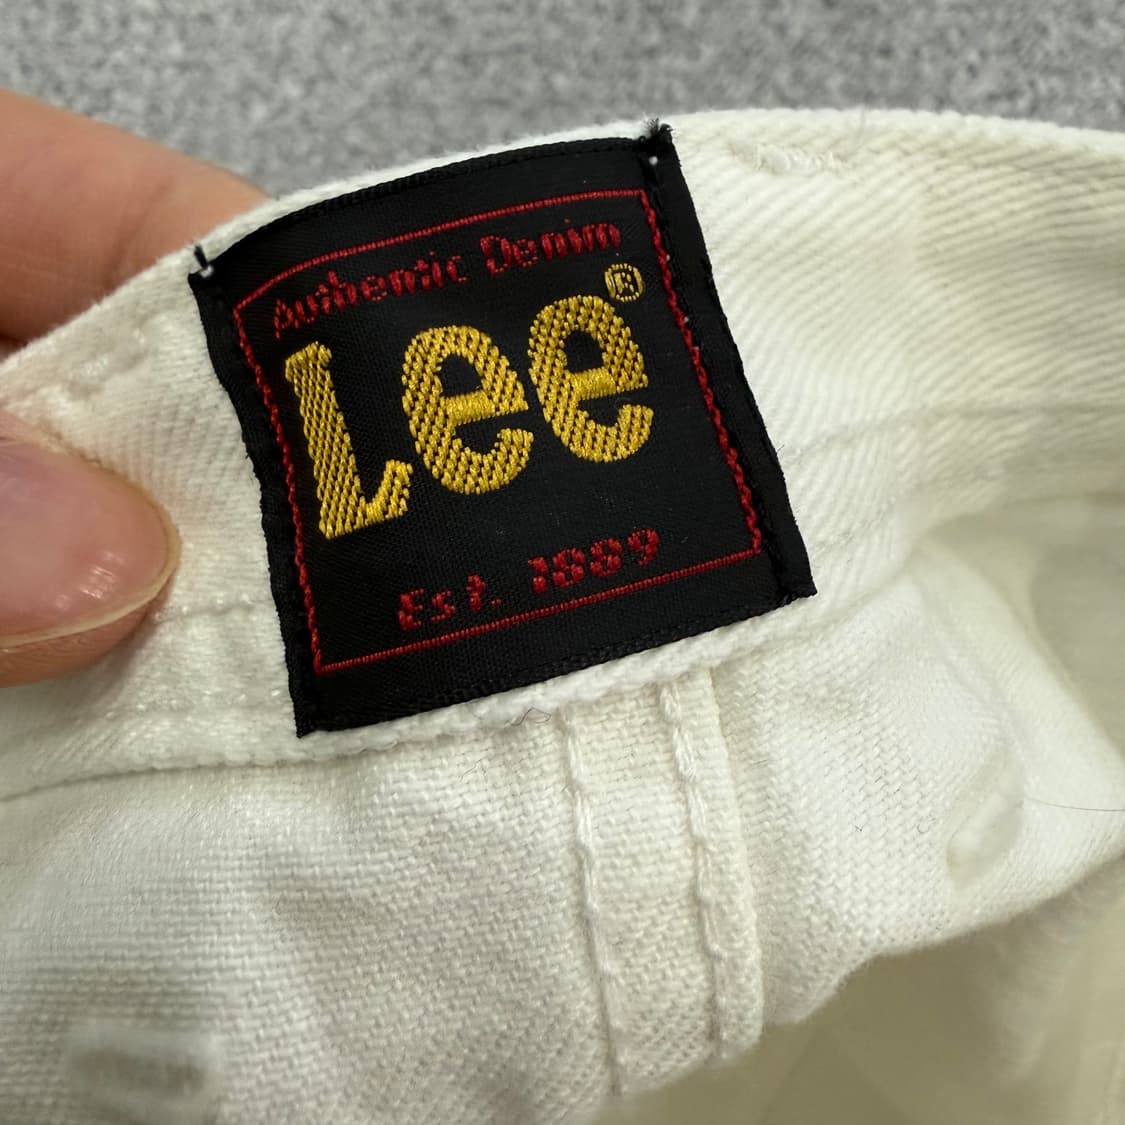 Authentic Denim
Lee®
Est. 1889